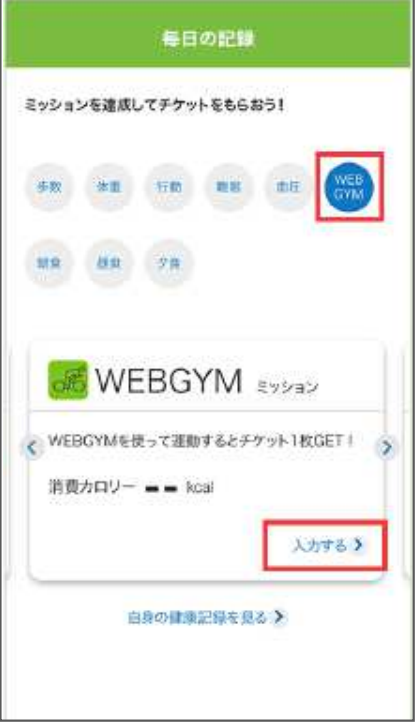 毎日の記録
ミッションを達成してチケットをもらおう!
歩数 体重 行動 睡眠 血圧 WEB GYM
朝食 昼食 夕食
WEBGYM ミッション
WEBGYMを使って運動するとチケット1枚GET!
消費カロリー -- kcal
入力する
自身の健康記録を見る